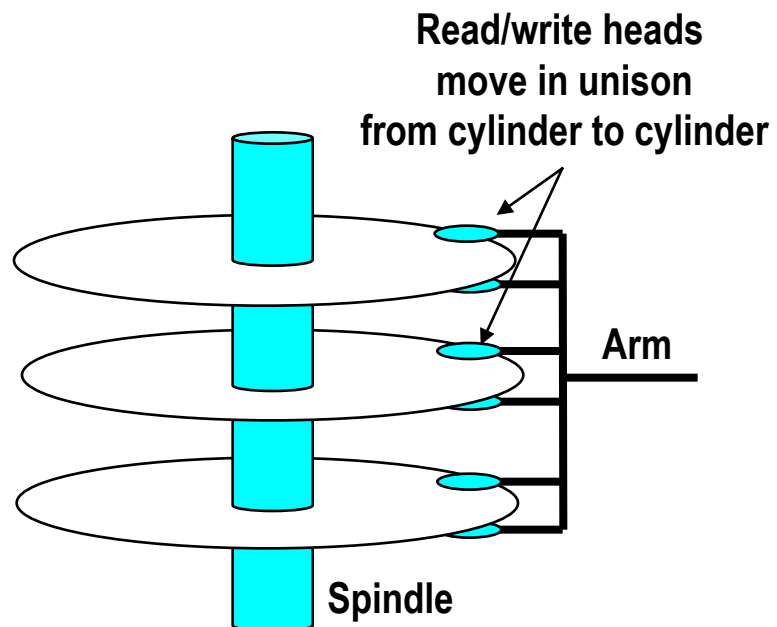 Read/write heads
move in unison
from cylinder to cylinder
Arm
Spindle